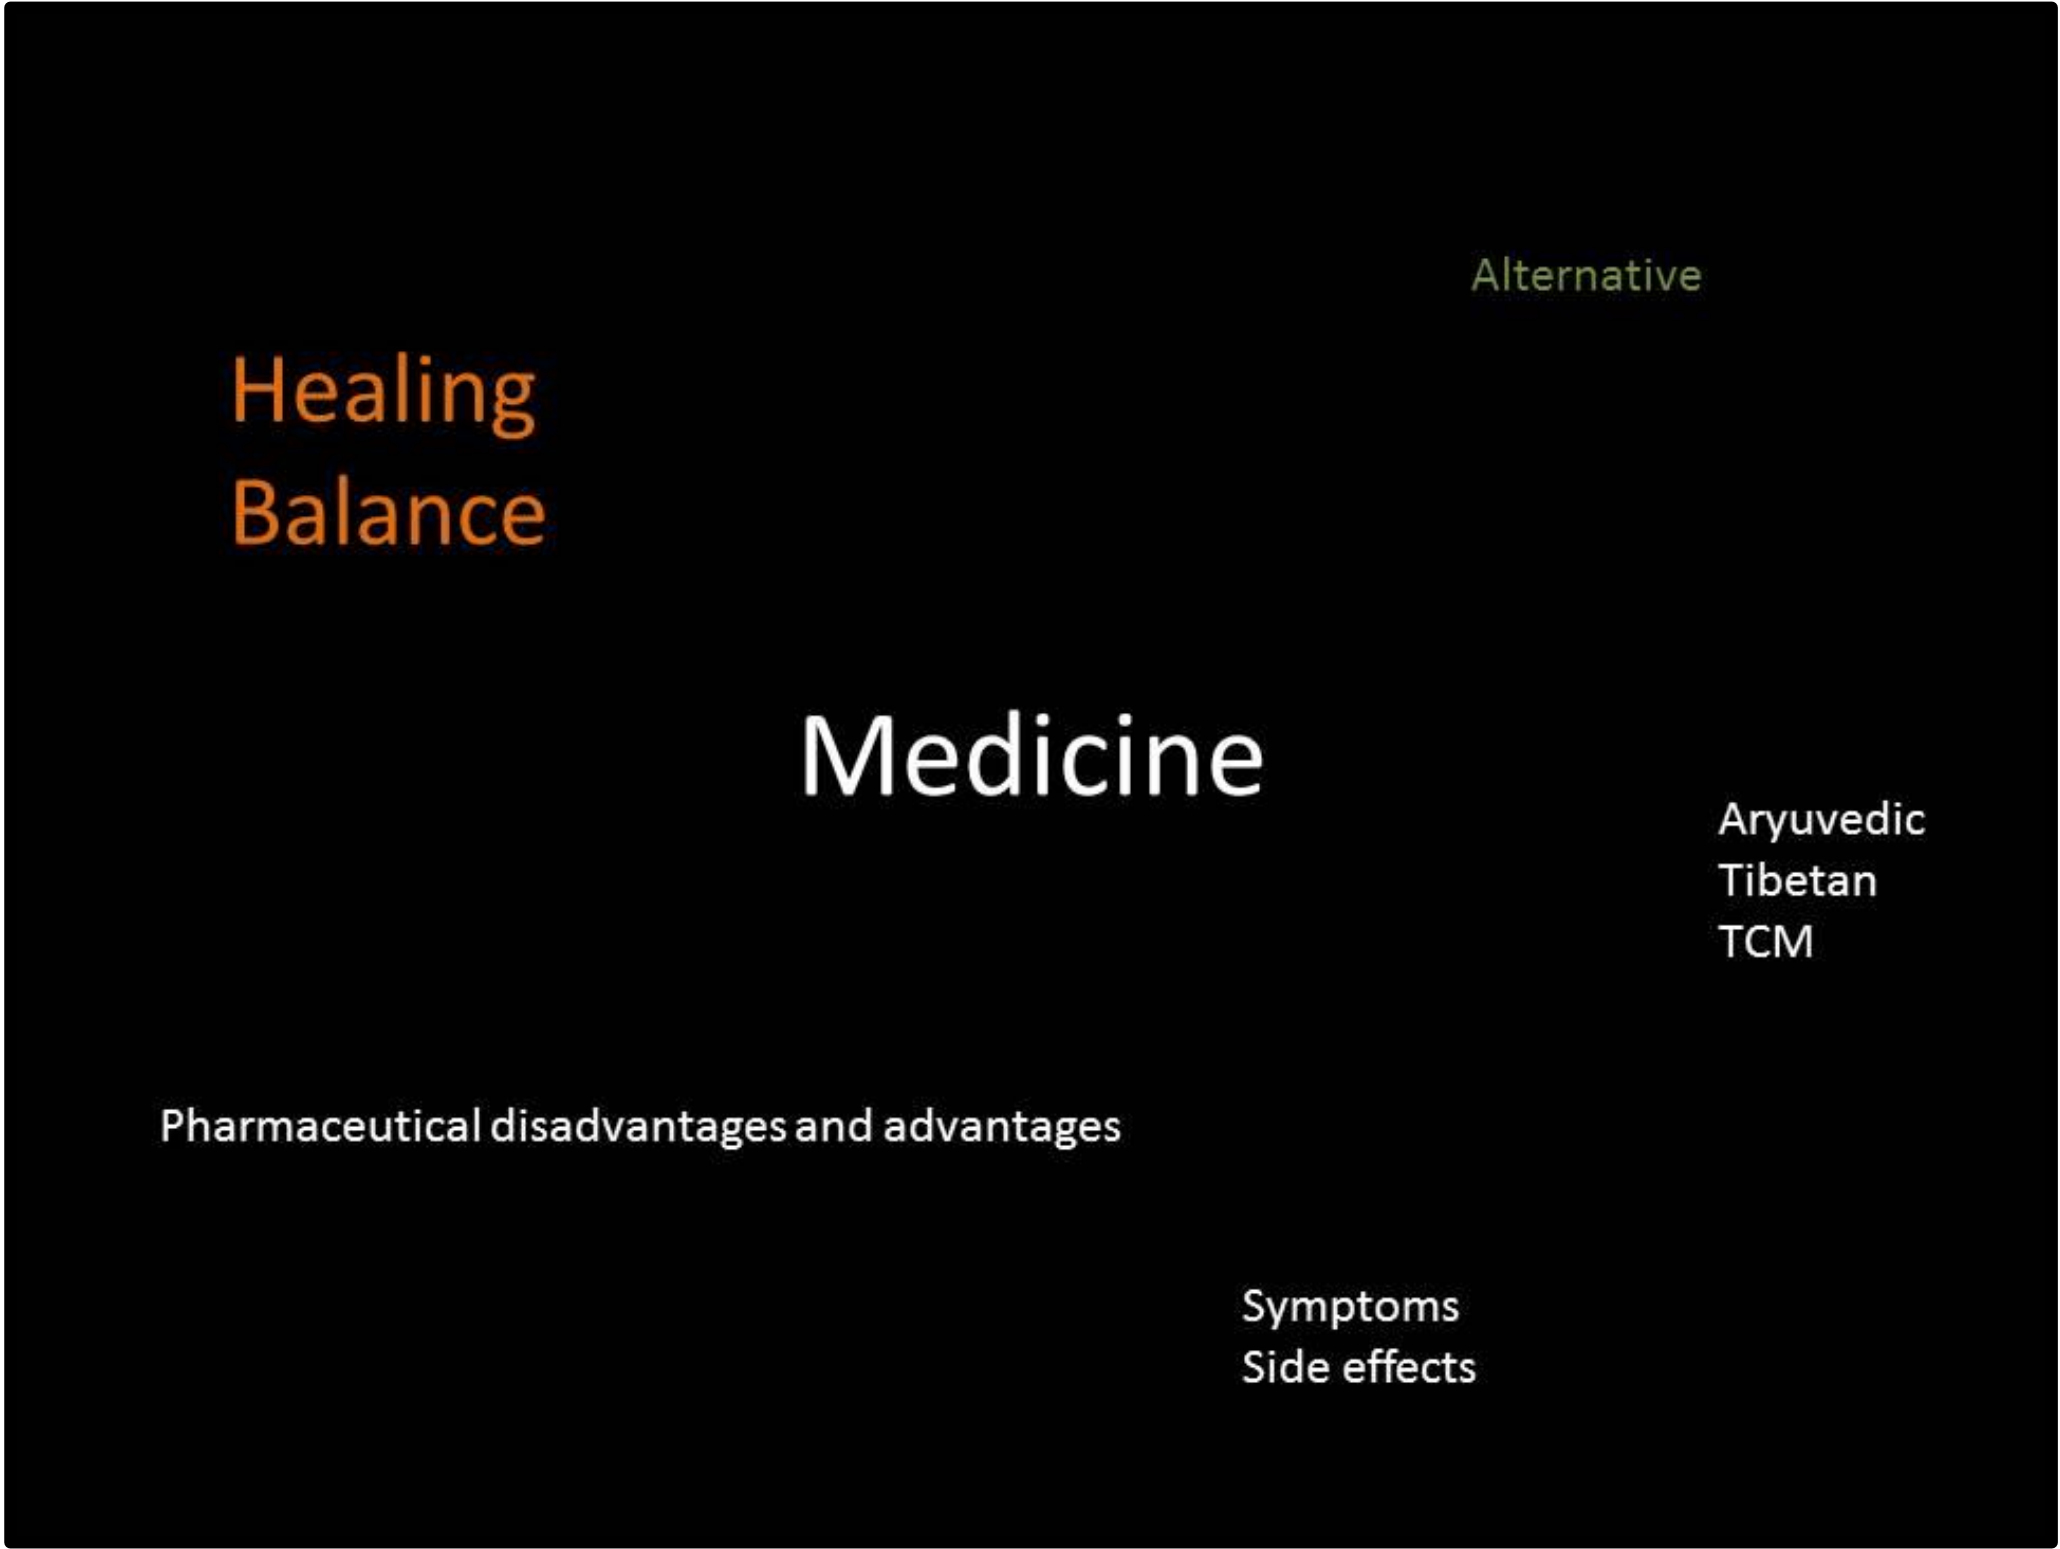 Alternative
Healing
Balance
Medicine
Aryuvedic
Tibetan
TCM
Pharmaceutical disadvantages and advantages
Symptoms
Side effects